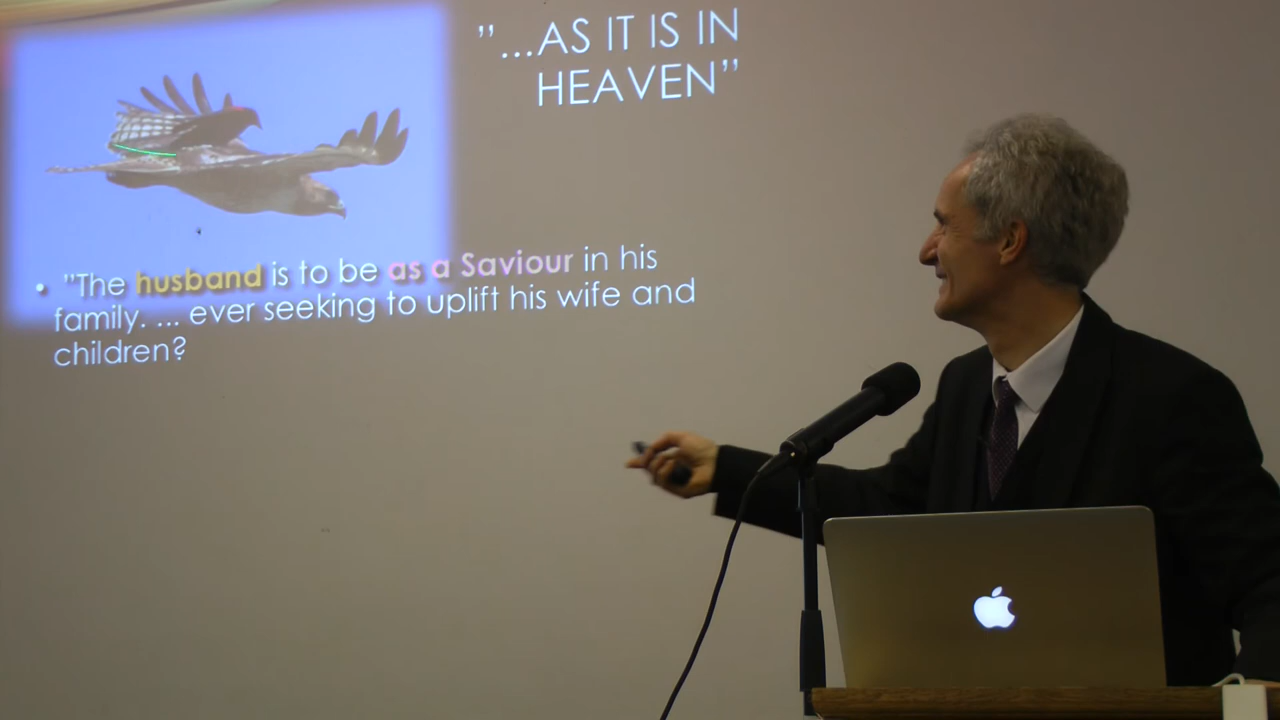 "...AS IT IS IN
HEAVEN"
• "The husband is to be as a Saviour in his
family. ... ever seeking to uplift his wife and
children?